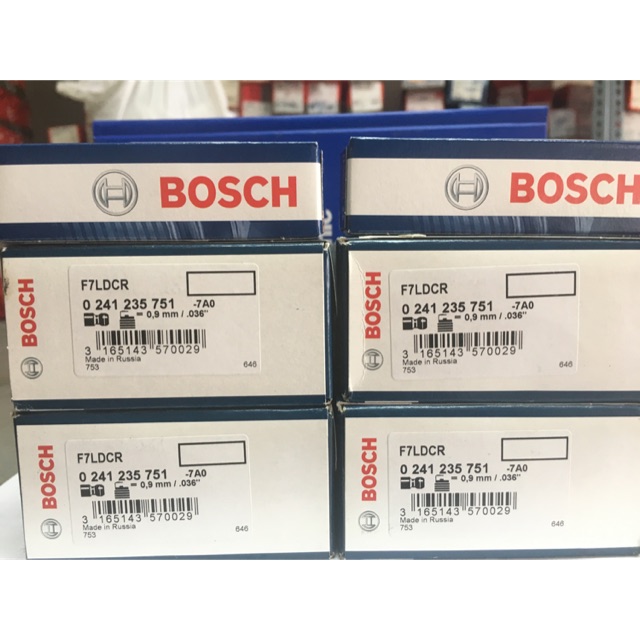 BOSCH
BOSCH
BOSCH
F7LDCR
0 241 235 751 -7A0
= 0,9 mm / .036"
3 165143 570029
Made in Russia
753
646
BOSCH
F7LDCR
0 241 235 751 -7A0
= 0,9 mm / .036"
3 165143 570029
Made in Russia
753
646
BOSCH
F7LDCR
0 241 235 751 -7A0
= 0,9 mm / .036"
3 165143 570029
Made in Russia
753
646
BOSCH
F7LDCR
0 241 235 751 -7A0
= 0,9 mm / .036"
3 165143 570029
Made in Russia
753
646